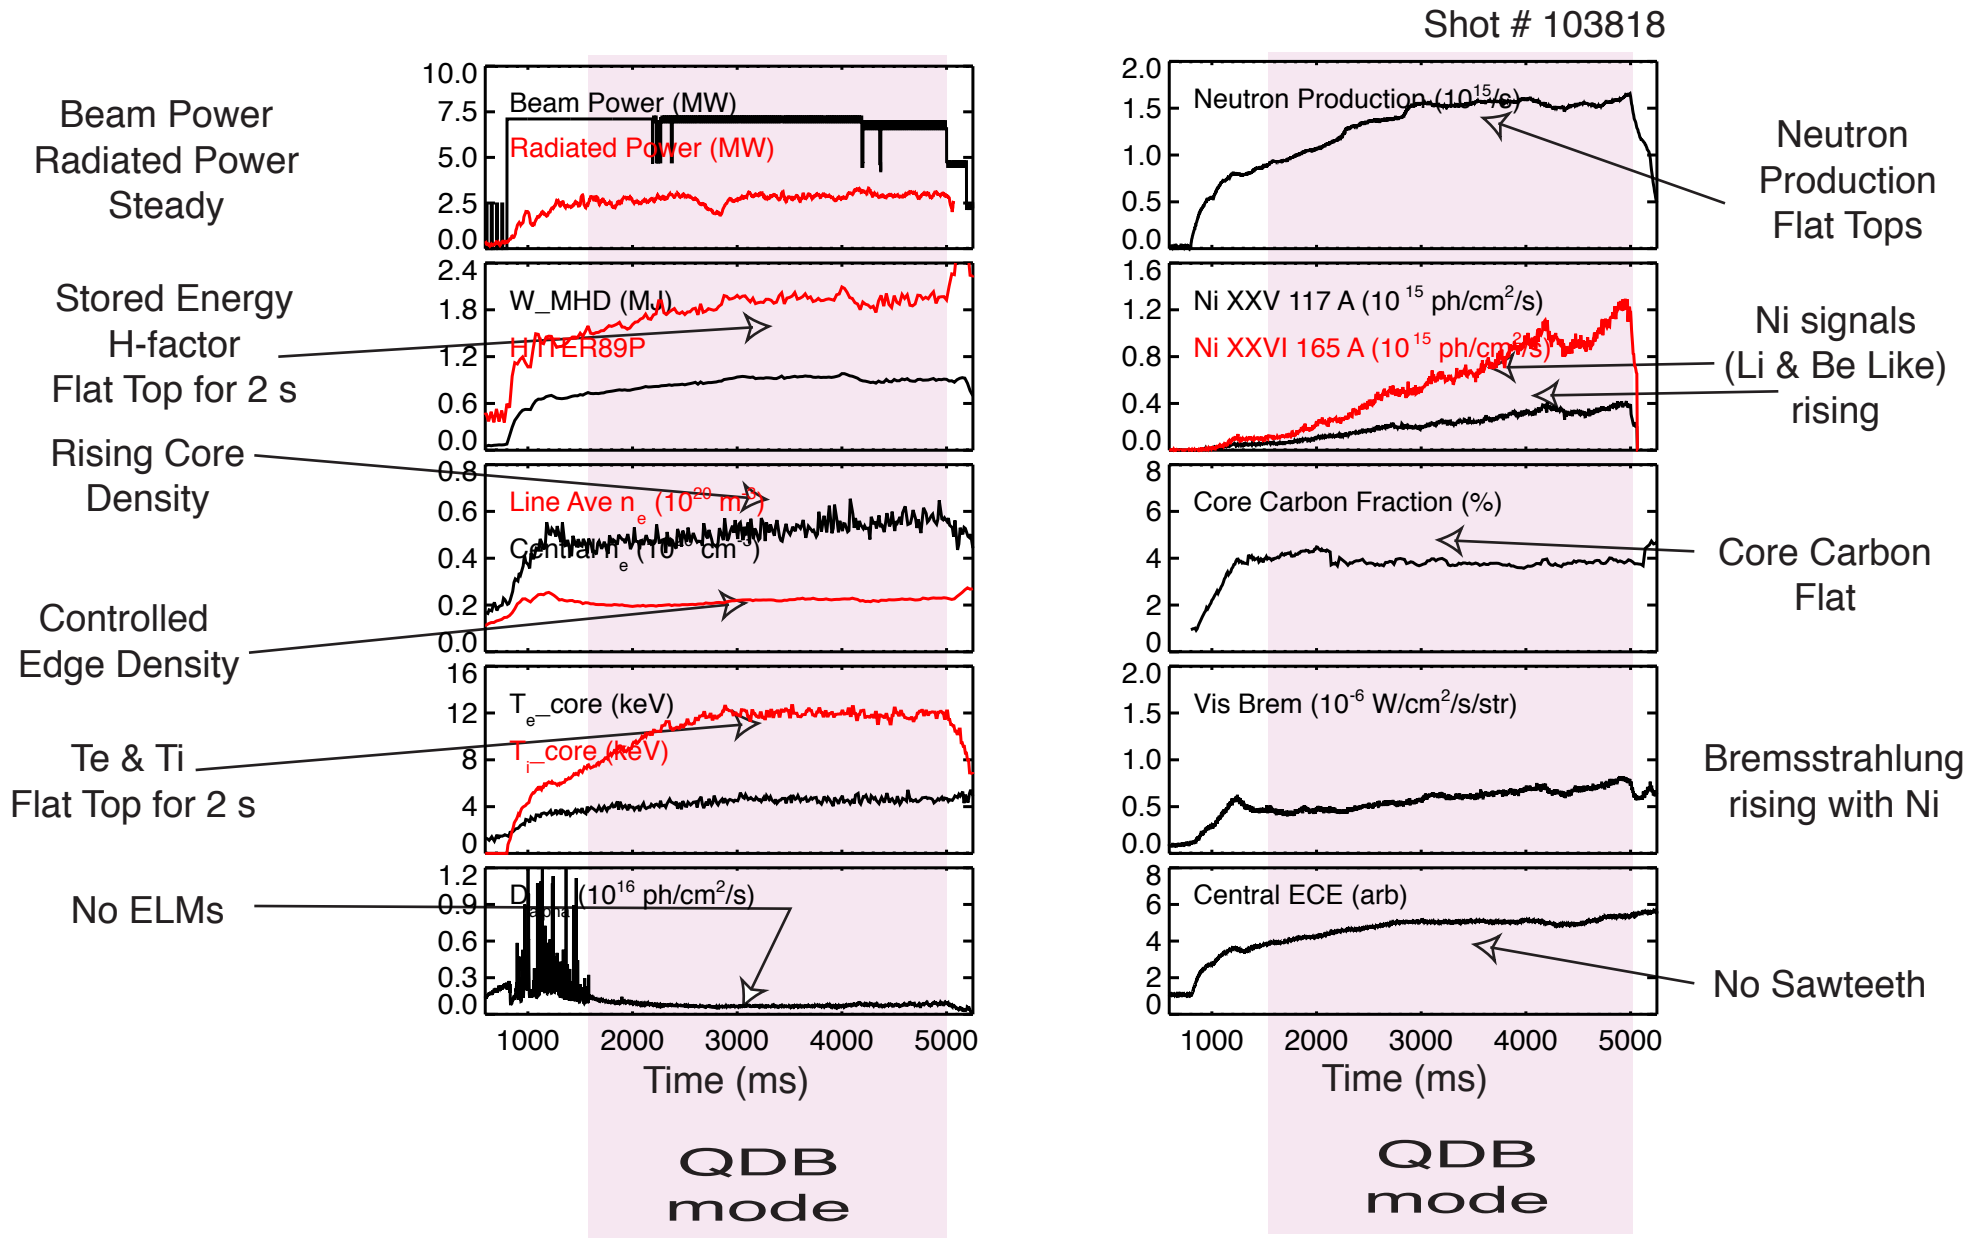 Shot # 103818
Beam Power
Radiated Power
Steady
Stored Energy
H-factor
Flat Top for 2 s
Rising Core
Density
Controlled
Edge Density
Te & Ti
Flat Top for 2 s
No ELMs
10.0
7.5
5.0
2.5
0.0
Beam Power (MW)
Radiated Power (MW)
2.4
1.8
1.2
0.6
0.0
W_MHD (MJ)
HITER89P
0.8
0.6
0.4
0.2
0.0
Line Ave n_e (10^20 m^-3)
Central n_e (10^20 cm^-3)
16
12
8
4
0
T_e_core (keV)
T_i_core (keV)
1.2
0.9
0.6
0.3
0.0
D_alpha (10^16 ph/cm^2/s)
1000 2000 3000 4000 5000
Time (ms)
QDB
mode
2.0
1.5
1.0
0.5
0.0
Neutron Production (10^15/s)
1.6
1.2
0.8
0.4
0.0
Ni XXV 117 A (10^15 ph/cm^2/s)
Ni XXVI 165 A (10^15 ph/cm^2/s)
8
6
4
2
0
Core Carbon Fraction (%)
2.0
1.5
1.0
0.5
0.0
Vis Brem (10^-6 W/cm^2/s/str)
8
6
4
2
0
Central ECE (arb)
1000 2000 3000 4000 5000
Time (ms)
QDB
mode
Neutron
Production
Flat Tops
Ni signals
(Li & Be Like)
rising
Core Carbon
Flat
Bremsstrahlung
rising with Ni
No Sawteeth